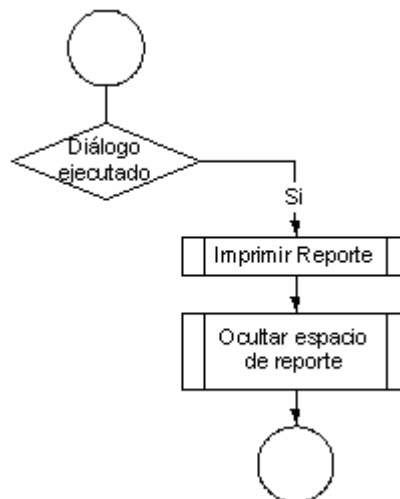 Diálogo
ejecutado
Si
Imprimir Reporte
Ocultar espacio
de reporte